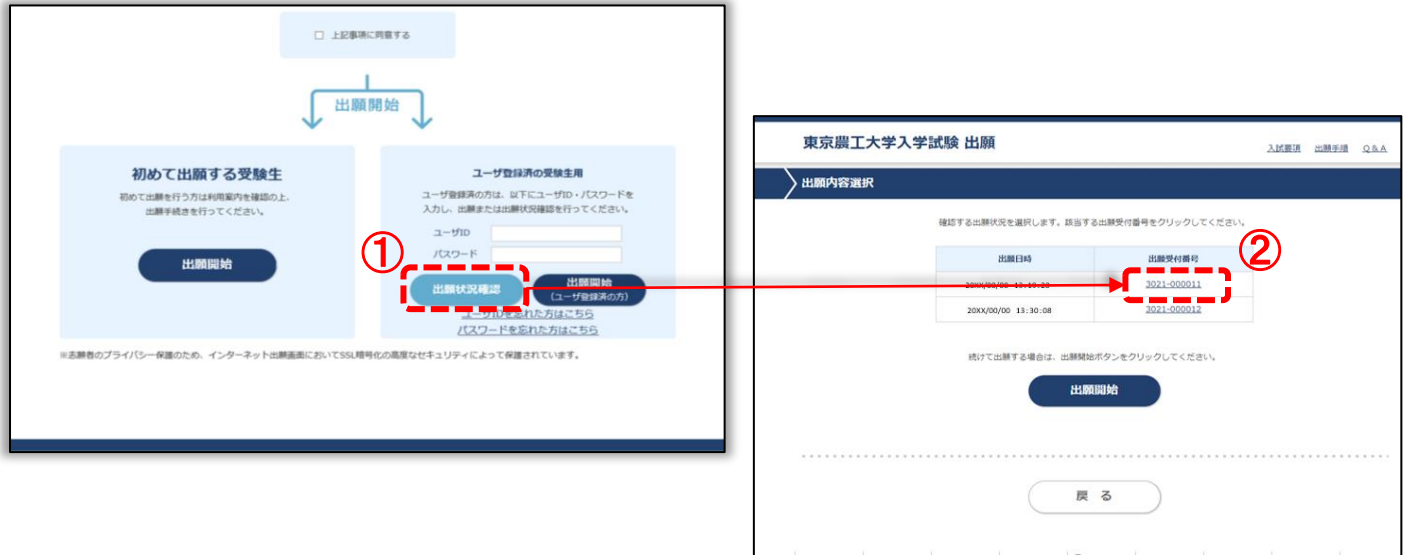 上記事項に同意する
出願開始
初めて出願する受験生
初めて出願を行う方は利用案内を確認の上、
出願手続きを行ってください。
出願開始
ユーザ登録済の受験生用
ユーザ登録済の方は、以下にユーザID・パスワードを
入力し、出願または出願状況確認を行ってください。
ユーザID
パスワード
①
出願状況確認
出願開始
(ユーザ登録済の方)
ユーザIDを忘れた方はこちら
パスワードを忘れた方はこちら
※志願者のプライバシー保護のため、インターネット出願画面においてSSL暗号化の高度なセキュリティによって保護されています。
東京農工大学入学試験 出願
入試要項 出願手順 Q&A
出願内容選択
確認する出願状況を選択します。該当する出願受付番号をクリックしてください。
②
出願日時 出願受付番号
3021-000011
20XX/00/00 13:30:08 3021-000012
続けて出願する場合は、出願開始ボタンをクリックしてください。
出願開始
戻る